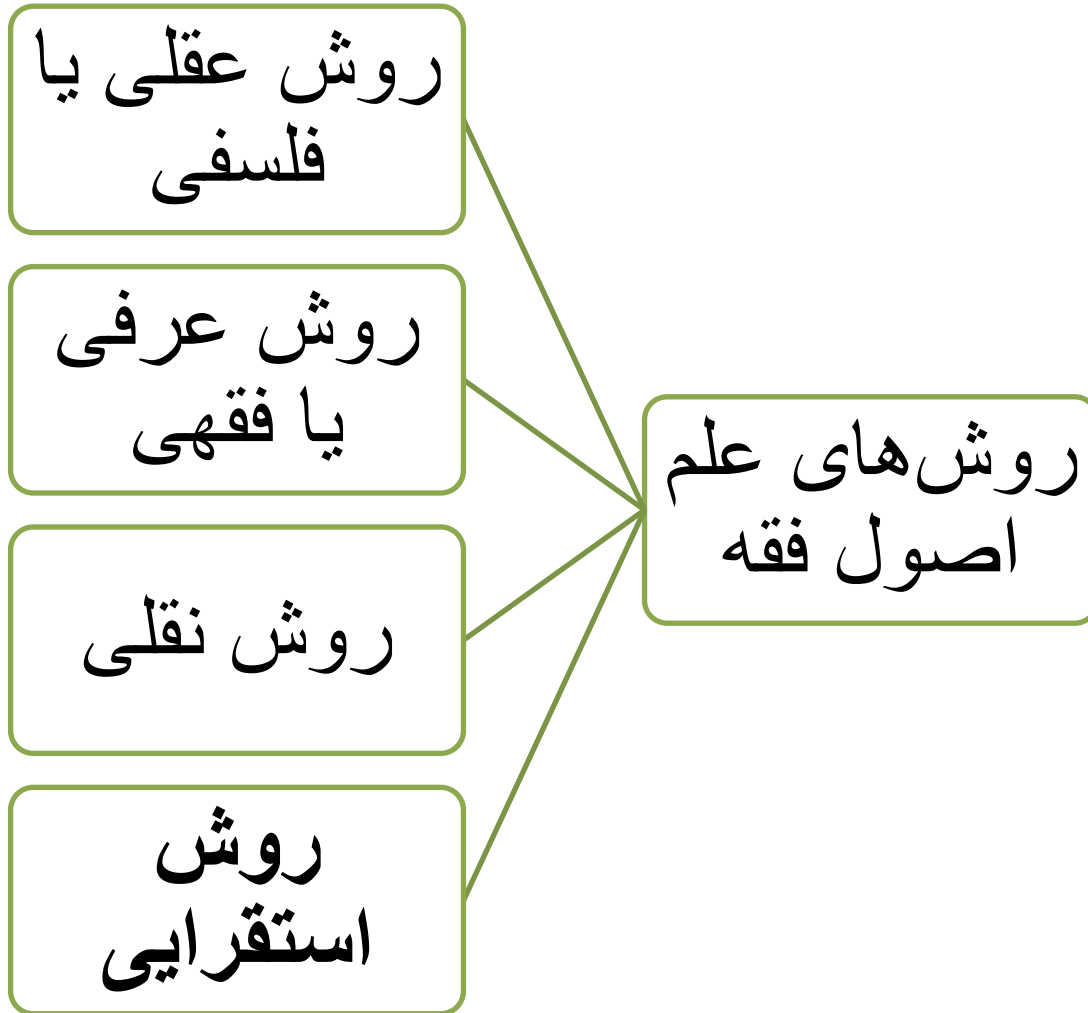 روش‌های علم
اصول فقه
روش عقلی یا
فلسفی
روش عرفی
یا فقهی
روش نقلی
روش
استقرایی